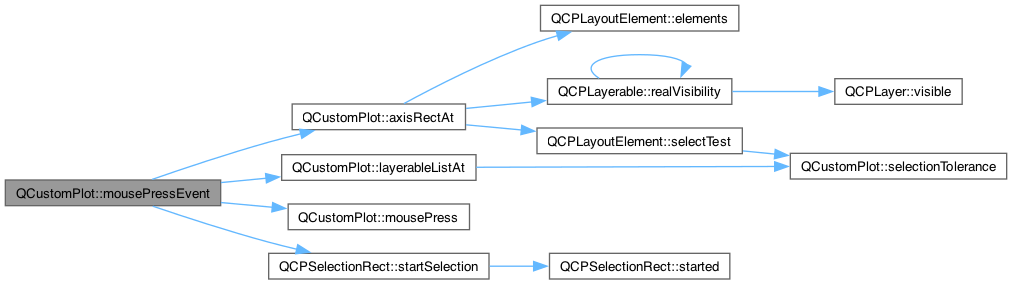 QCPLayoutElement::elements
QCPLayerable::realVisibility
QCPLayer::visible
QCustomPlot::axisRectAt
QCPLayoutElement::selectTest
QCustomPlot::layerableListAt
QCustomPlot::selectionTolerance
QCustomPlot::mousePressEvent
QCustomPlot::mousePress
QCPSelectionRect::startSelection
QCPSelectionRect::started